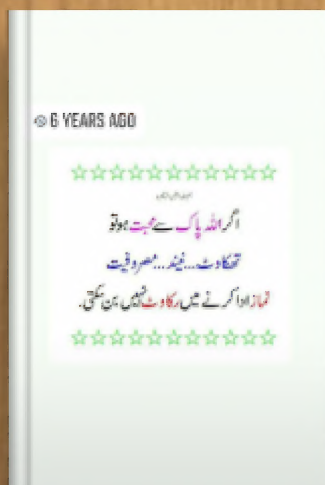 6 YEARS AGO
اگر اللہ پاک سے محبت ہو تو
تھکاوٹ...نیند...مصروفیت
نماز ادا کرنے میں رکاوٹ نہیں بن سکتی.